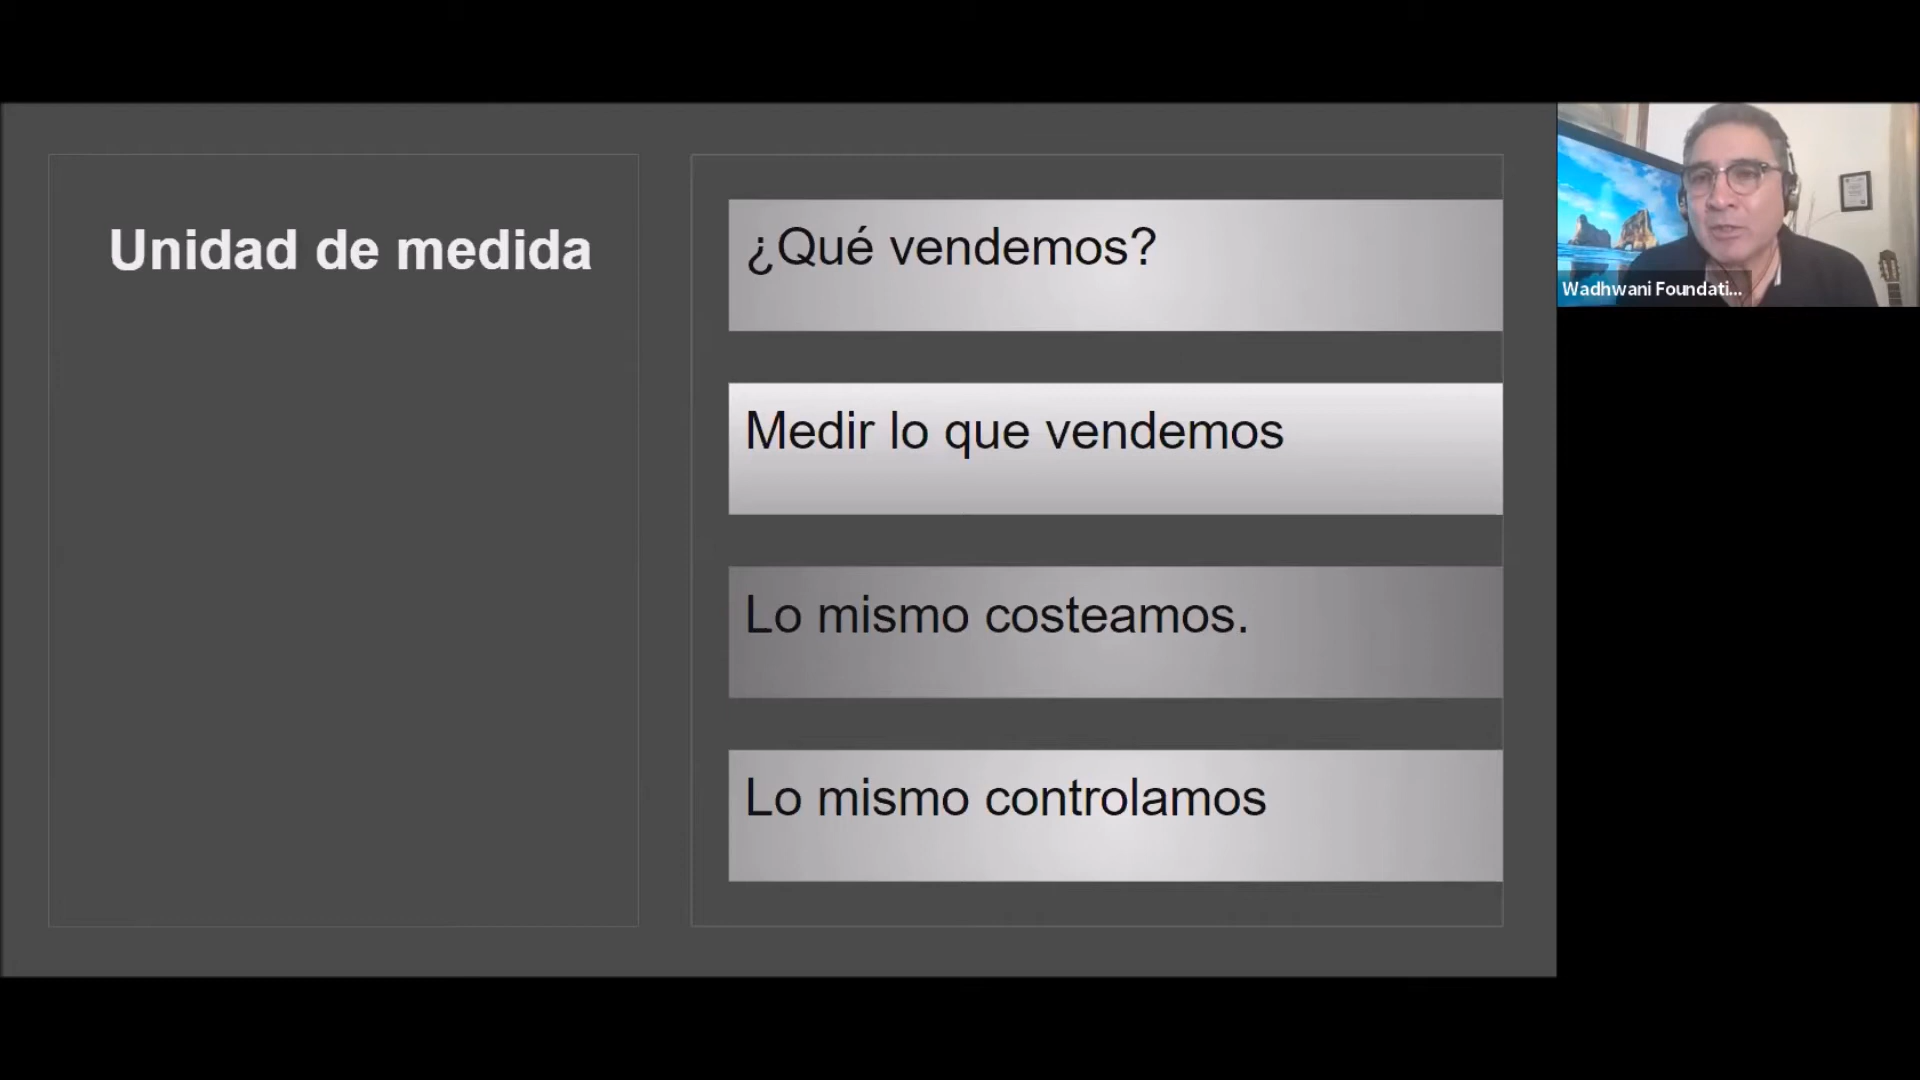 Unidad de medida
¿Qué vendemos?
Medir lo que vendemos
Lo mismo costeamos.
Lo mismo controlamos
Wadhwani Foundati...